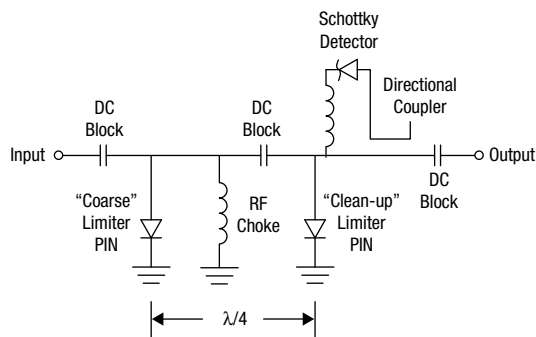 Schottky
Detector
Directional
Coupler
DC
Block
DC
Block
Input
Output
DC
Block
“Coarse”
Limiter
PIN
RF
Choke
“Clean-up”
Limiter
PIN
λ/4